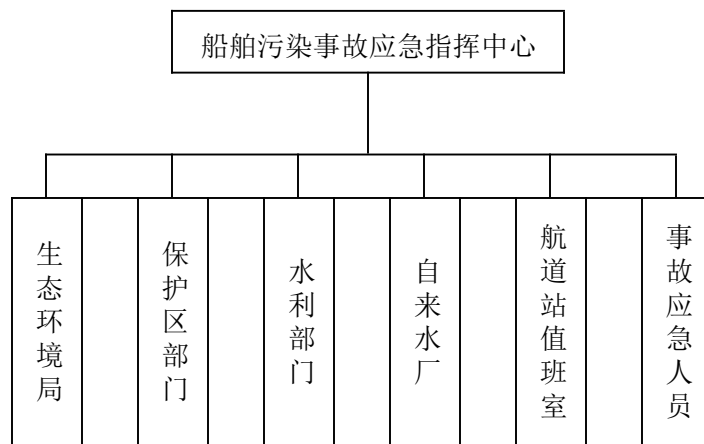 船舶污染事故应急指挥中心
生态环境局
保护区部门
水利部门
自来水厂
航道站值班室
事故应急人员